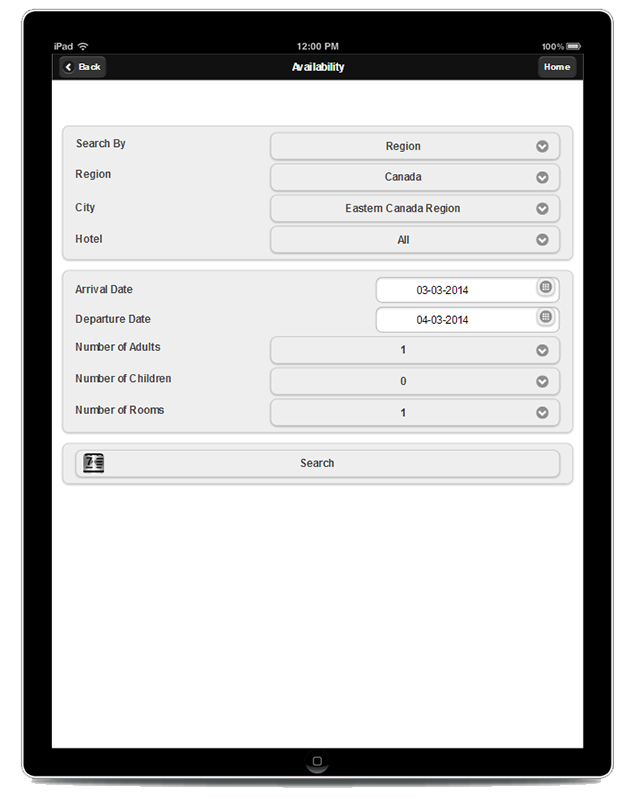 iPad 12:00 PM 100%
Back Availability Home
Search By Region
Region Canada
City Eastern Canada Region
Hotel All
Arrival Date 03-03-2014
Departure Date 04-03-2014
Number of Adults 1
Number of Children 0
Number of Rooms 1
Search